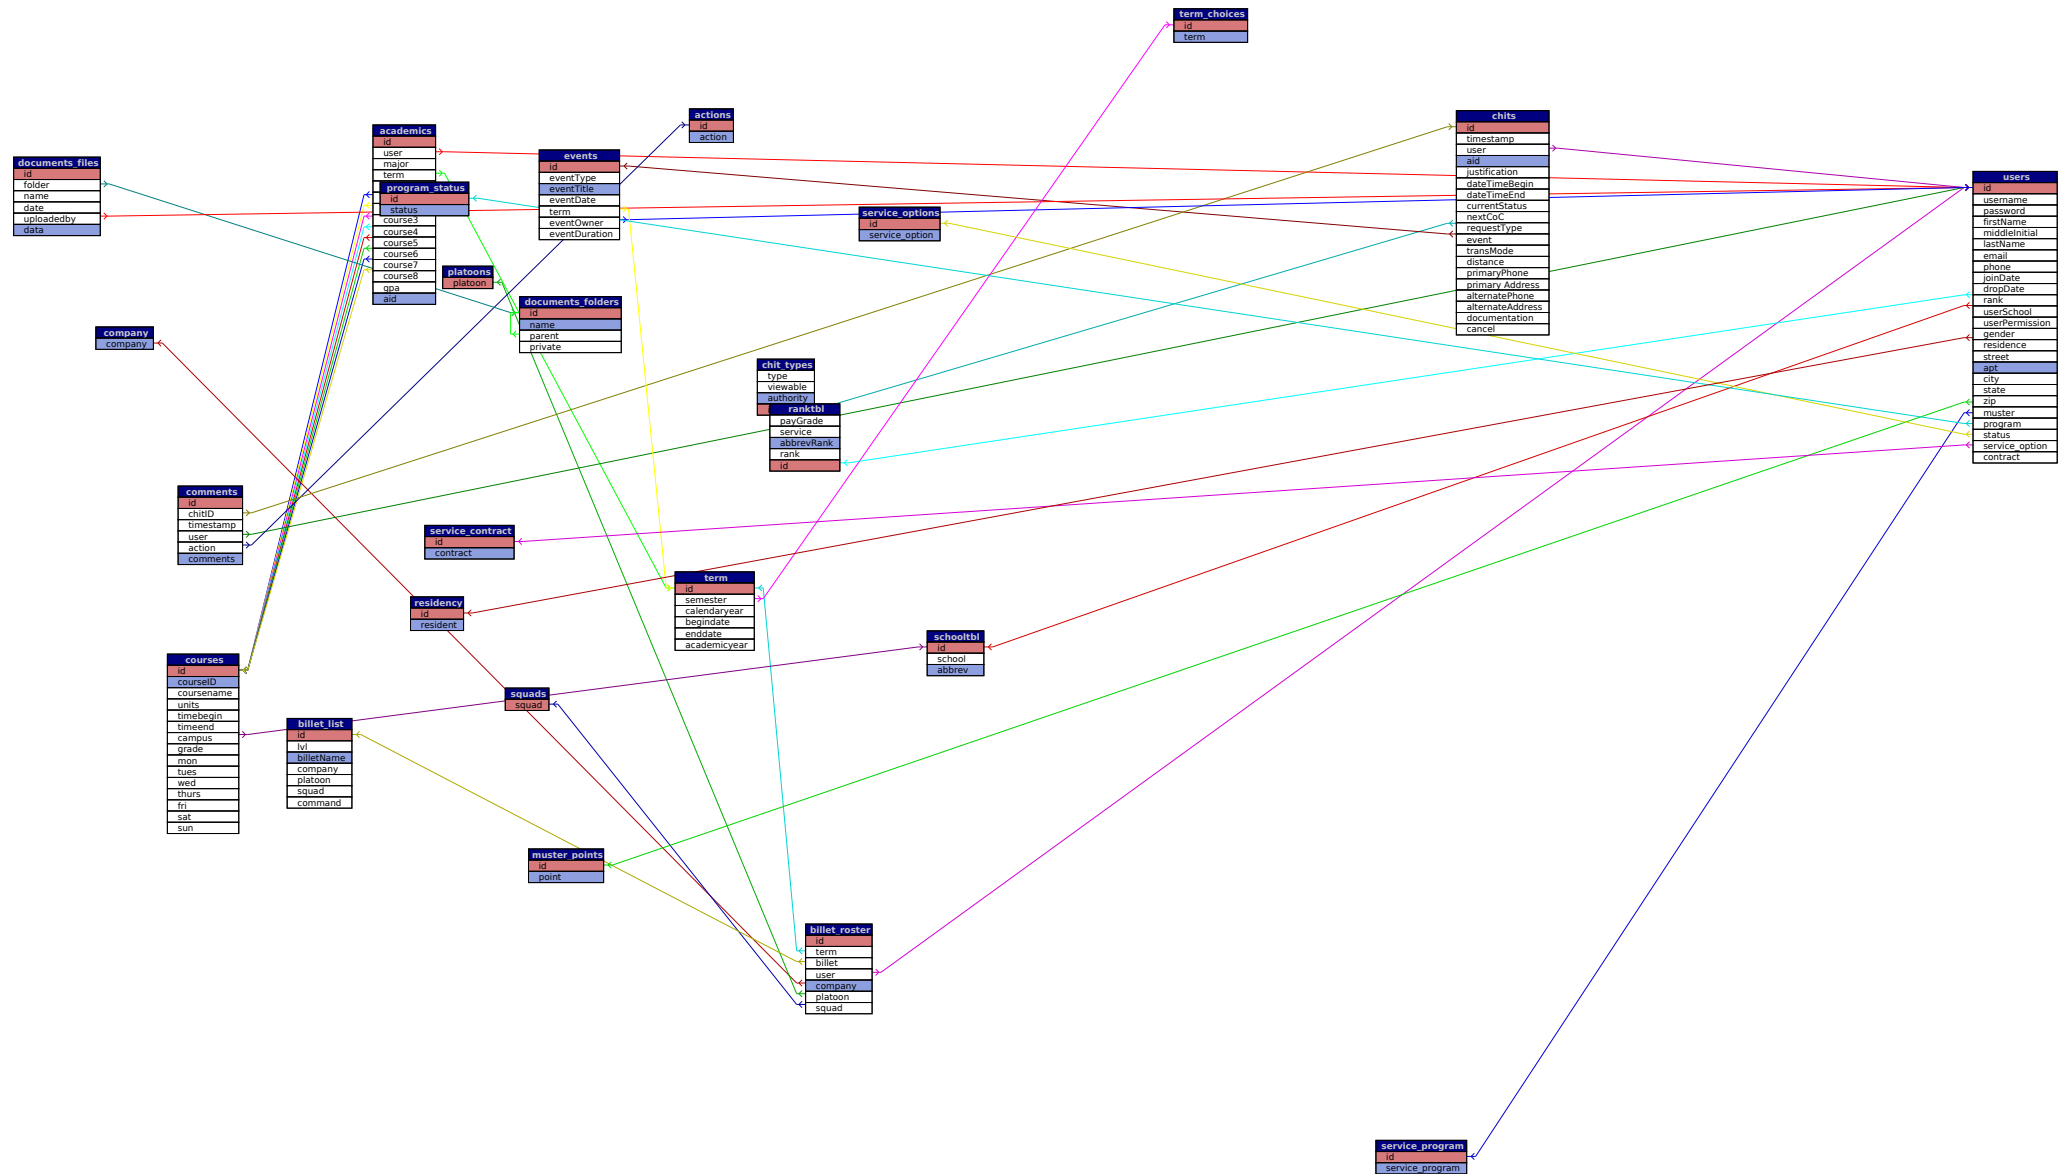 term_choices
id
term
actions
id
action
chits
id
timestamp
user
aid
justification
dateTimeBegin
dateTimeEnd
currentStatus
nextCoC
requestType
event
transMode
distance
primaryPhone
primary Address
alternatePhone
alternateAddress
documentation
cancel
academics
id
user
major
term
course3
course4
course5
course6
course7
course8
gpa
aid
program_status
id
status
events
id
eventType
eventTitle
eventDate
term
eventOwner
eventDuration
documents_files
id
folder
name
date
uploadedby
data
users
id
username
password
firstName
middleInitial
lastName
email
phone
joinDate
dropDate
rank
userSchool
userPermission
gender
residence
street
apt
city
state
zip
muster
program
status
service_option
contract
service_options
id
service_option
platoons
platoon
documents_folders
id
name
parent
private
company
company
chit_types
type
viewable
authority
ranktbl
payGrade
service
abbrevRank
rank
id
comments
id
chitID
timestamp
user
action
comments
service_contract
id
contract
term
id
semester
calendaryear
begindate
enddate
academicyear
residency
id
resident
schooltbl
id
school
abbrev
courses
id
courseID
coursename
units
timebegin
timeend
campus
grade
mon
tues
wed
thurs
fri
sat
sun
squads
squad
billet_list
id
lvl
billetName
company
platoon
squad
command
muster_points
id
point
billet_roster
id
term
billet
user
company
platoon
squad
service_program
id
service_program